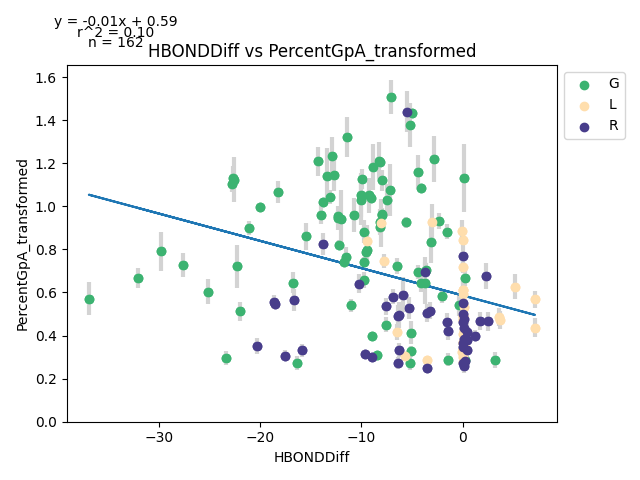 y = -0.01x + 0.59
r^2 = 0.10
n = 162
HBONDDiff vs PercentGpA_transformed
G
L
R
PercentGpA_transformed
1.6
1.4
1.2
1.0
0.8
0.6
0.4
0.2
0.0
−30
−20
−10
0
HBONDDiff